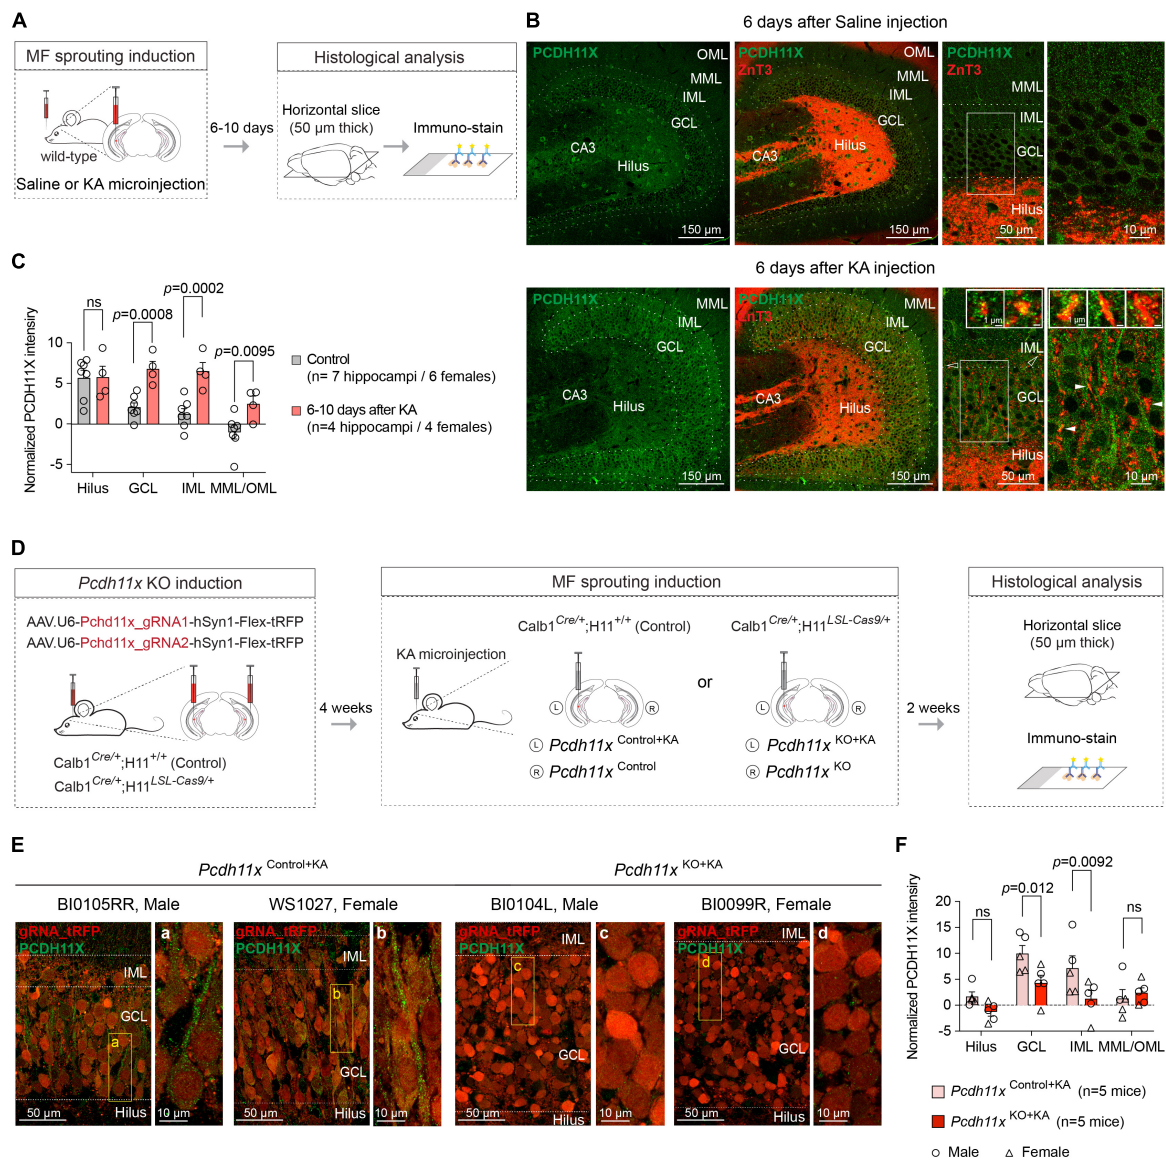 A
MF sprouting induction
wild-type
Saline or KA microinjection
6-10 days
Histological analysis
Horizontal slice
(50 µm thick)
Immuno-stain
B
6 days after Saline injection
PCDH11X
OML
MML
IML
GCL
CA3
Hilus
150 µm
PCDH11X
ZnT3
OML
MML
IML
GCL
CA3
Hilus
150 µm
PCDH11X
ZnT3
MML
IML
GCL
Hilus
50 µm
10 µm
6 days after KA injection
PCDH11X
MML
IML
GCL
CA3
Hilus
150 µm
PCDH11X
ZnT3
MML
IML
GCL
CA3
Hilus
150 µm
1 µm
IML
GCL
Hilus
50 µm
1 µm
10 µm
C
Normalized PCDH11X intensiry
10
5
0
-5
ns
p=0.0008
p=0.0002
p=0.0095
Hilus
GCL
IML
MML/OML
Control
(n= 7 hippocampi / 6 females)
6-10 days after KA
(n=4 hippocampi / 4 females)
D
Pcdh11x KO induction
AAV.U6-Pchd11x_gRNA1-hSyn1-Flex-tRFP
AAV.U6-Pchd11x_gRNA2-hSyn1-Flex-tRFP
Calb1Cre/+;H11+/+ (Control)
Calb1Cre/+;H11LSL-Cas9/+
4 weeks
MF sprouting induction
KA microinjection
Calb1Cre/+;H11+/+ (Control)
L
R
L Pcdh11x Control+KA
R Pcdh11x Control
or
Calb1Cre/+;H11LSL-Cas9/+
L
R
L Pcdh11x KO+KA
R Pcdh11x KO
2 weeks
Histological analysis
Horizontal slice
(50 µm thick)
Immuno-stain
E
Pcdh11x Control+KA
Pcdh11x KO+KA
BI0105RR, Male
WS1027, Female
BI0104L, Male
BI0099R, Female
gRNA_tRFP
PCDH11X
IML
GCL
a
Hilus
50 µm
a
10 µm
gRNA_tRFP
PCDH11X
IML
b
GCL
Hilus
50 µm
b
10 µm
gRNA_tRFP
PCDH11X
IML
c
GCL
Hilus
50 µm
c
10 µm
gRNA_tRFP
PCDH11X
IML
d
GCL
Hilus
50 µm
d
10 µm
F
Normalized PCDH11X intensity
20
15
10
5
0
-5
ns
p=0.012
p=0.0092
ns
Hilus
GCL
IML
MML/OML
Pcdh11x Control+KA (n=5 mice)
Pcdh11x KO+KA (n=5 mice)
Male
Female